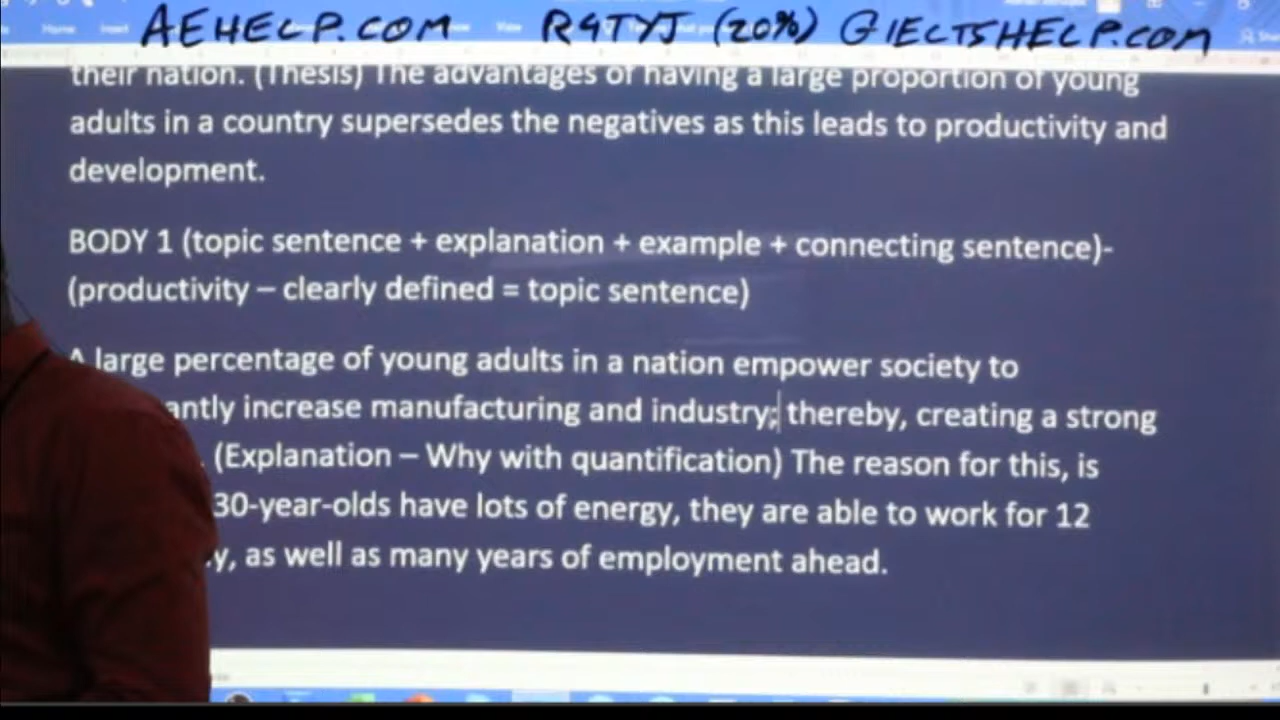 AEHELP.COM R9TYJ (20%) GIELTSHELP.COM
their nation. (Thesis) The advantages of having a large proportion of young
adults in a country supersedes the negatives as this leads to productivity and
development.
BODY 1 (topic sentence + explanation + example + connecting sentence)-
(productivity – clearly defined = topic sentence)
A large percentage of young adults in a nation empower society to
antly increase manufacturing and industry; thereby, creating a strong
. (Explanation – Why with quantification) The reason for this, is
30-year-olds have lots of energy, they are able to work for 12
y, as well as many years of employment ahead.